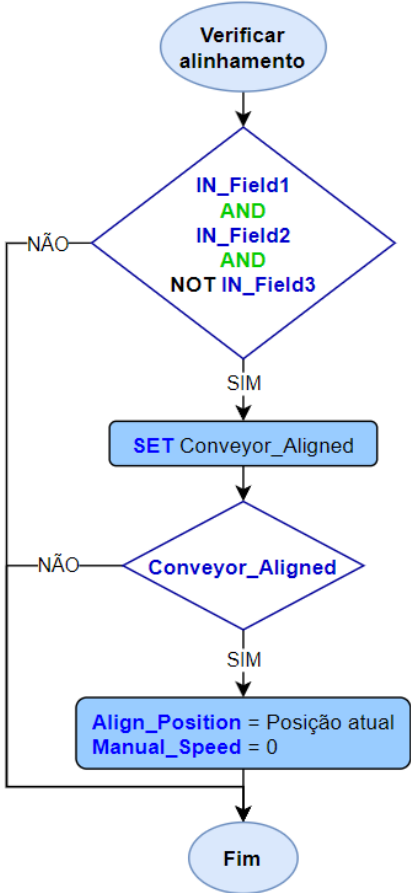 Verificar
alinhamento
IN_Field1
AND
IN_Field2
AND
NOT IN_Field3
NÃO
SIM
SET Conveyor_Aligned
NÃO
Conveyor_Aligned
SIM
Align_Position = Posição atual
Manual_Speed = 0
Fim